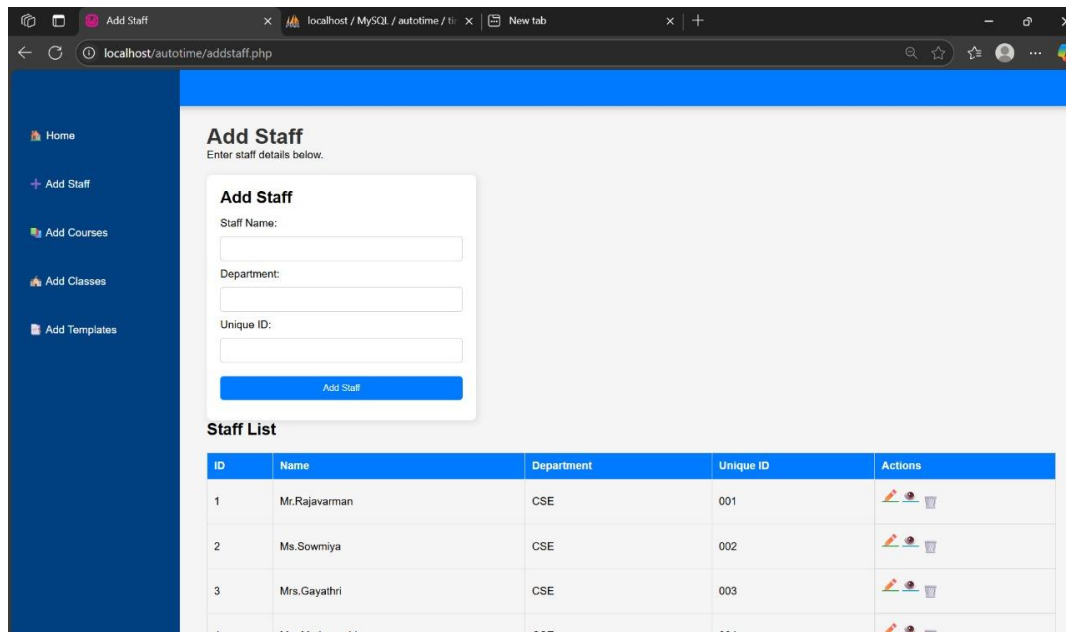 Add Staff
localhost / MySQL / autotime / tin
New tab
localhost/autotime/addstaff.php
Home
Add Staff
Add Courses
Add Classes
Add Templates
Add Staff
Enter staff details below.
Add Staff
Staff Name:
Department:
Unique ID:
Add Staff
Staff List
ID Name Department Unique ID Actions
1 Mr.Rajavarman CSE 001
2 Ms.Sowmiya CSE 002
3 Mrs.Gayathri CSE 003